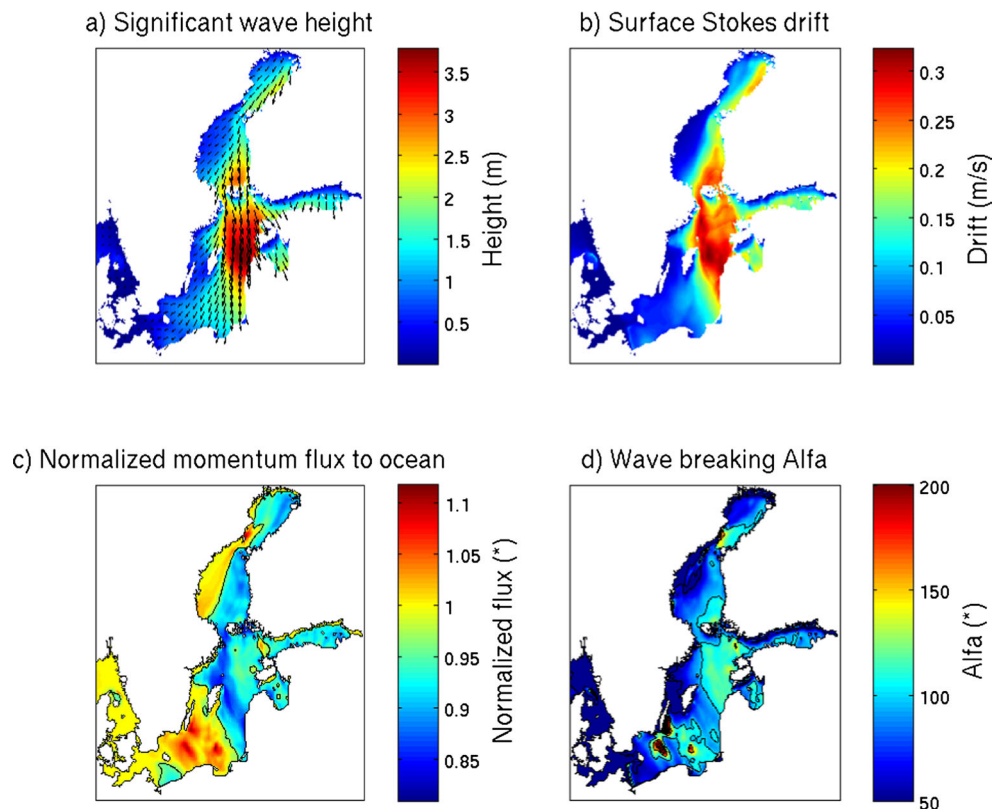 a) Significant wave height
3.5
3
2.5
2
1.5
1
0.5
Height (m)
b) Surface Stokes drift
0.3
0.25
0.2
0.15
0.1
0.05
Drift (m/s)
c) Normalized momentum flux to ocean
1.1
1.05
1
0.95
0.9
0.85
Normalized flux (*)
d) Wave breaking Alfa
200
150
100
50
Alfa (*)